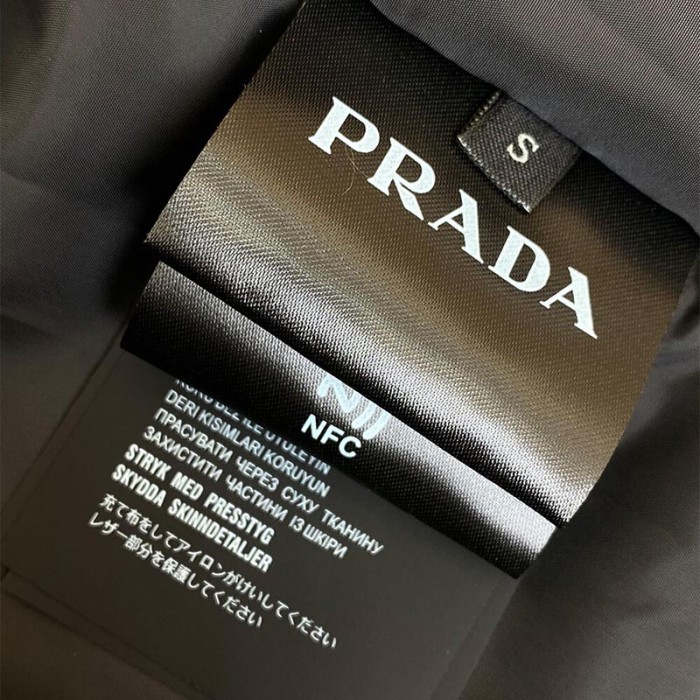 PRADA
S
NFC
DERI KISIMLARI KORUYUN
ПРАСУВАТИ ЧЕРЕЗ СУХУ ТКАНИНУ
ЗАХИСТИТИ ЧАСТИНИ ІЗ ШКІРИ
STRYK MED PRESSTYG
SKYDDA SKINNDETALJER
充て布をしてアイロンがけいしてください
レザー部分を保護してください